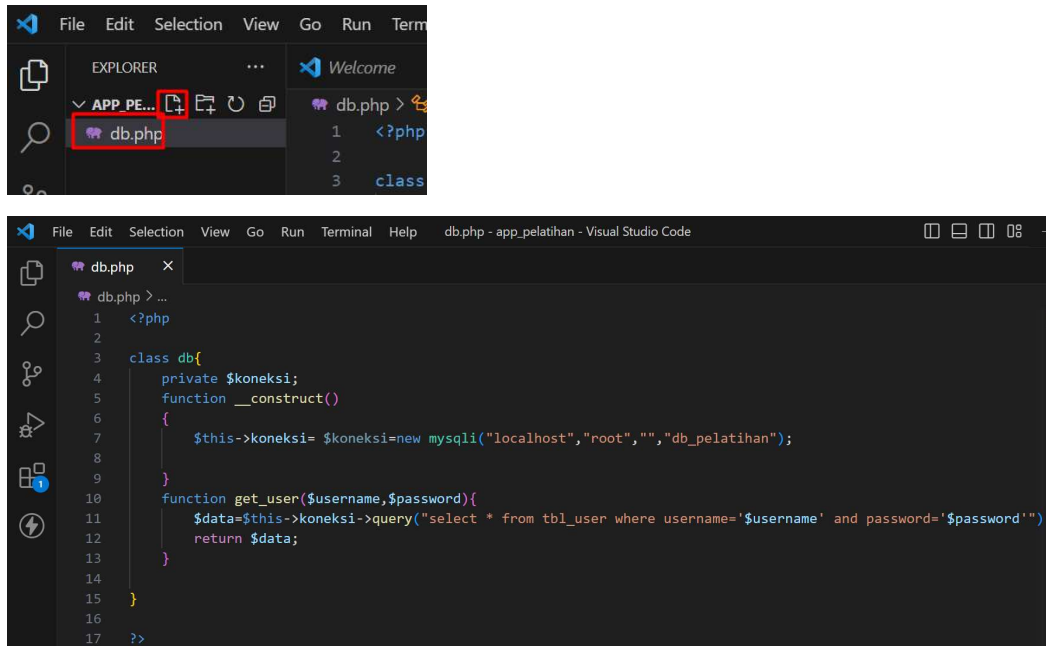 File Edit Selection View Go Run Term
EXPLORER ...
Welcome
APP_PE...
db.php >
db.php
1 <?php
2
3 class
File Edit Selection View Go Run Terminal Help db.php - app_pelatihan - Visual Studio Code
db.php ×
db.php > ...
1 <?php
2
3 class db{
4 private $koneksi;
5 function __construct()
6 {
7 $this->koneksi= $koneksi=new mysqli("localhost","root","","db_pelatihan");
8
9 }
10 function get_user($username,$password){
11 $data=$this->koneksi->query("select * from tbl_user where username='$username' and password='$password'")
12 return $data;
13 }
14
15 }
16
17 ?>
1